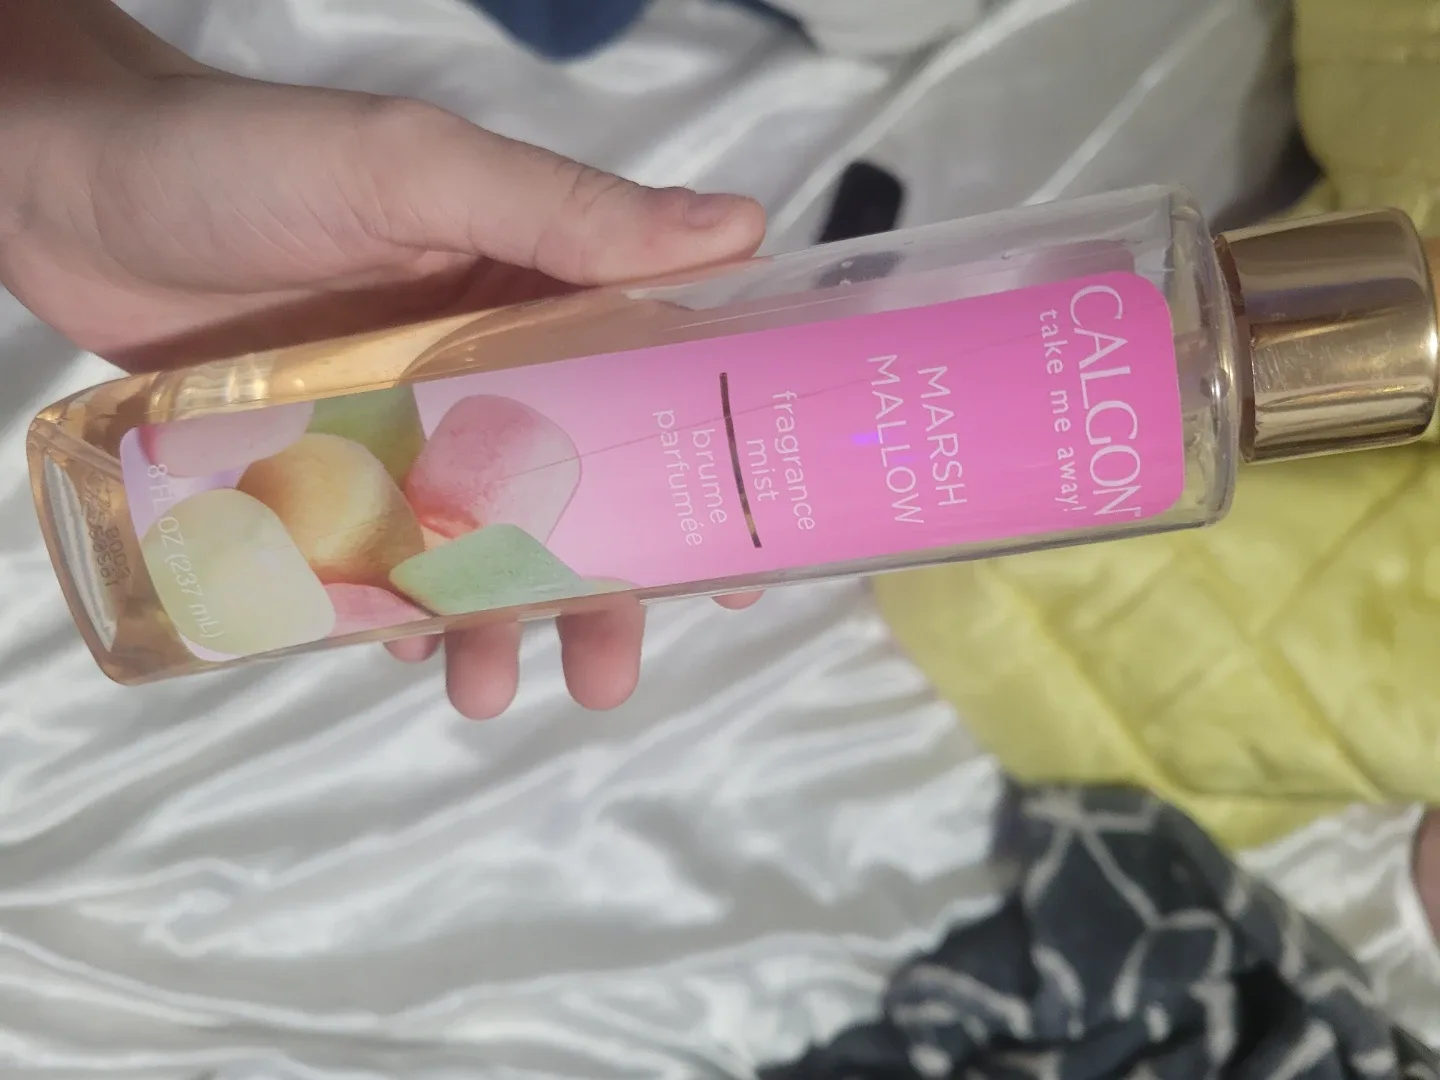 CALGON
take me away!
MARSH
MALLOW
fragrance
mist
brume
parfumée
8 FL OZ (237 mL)